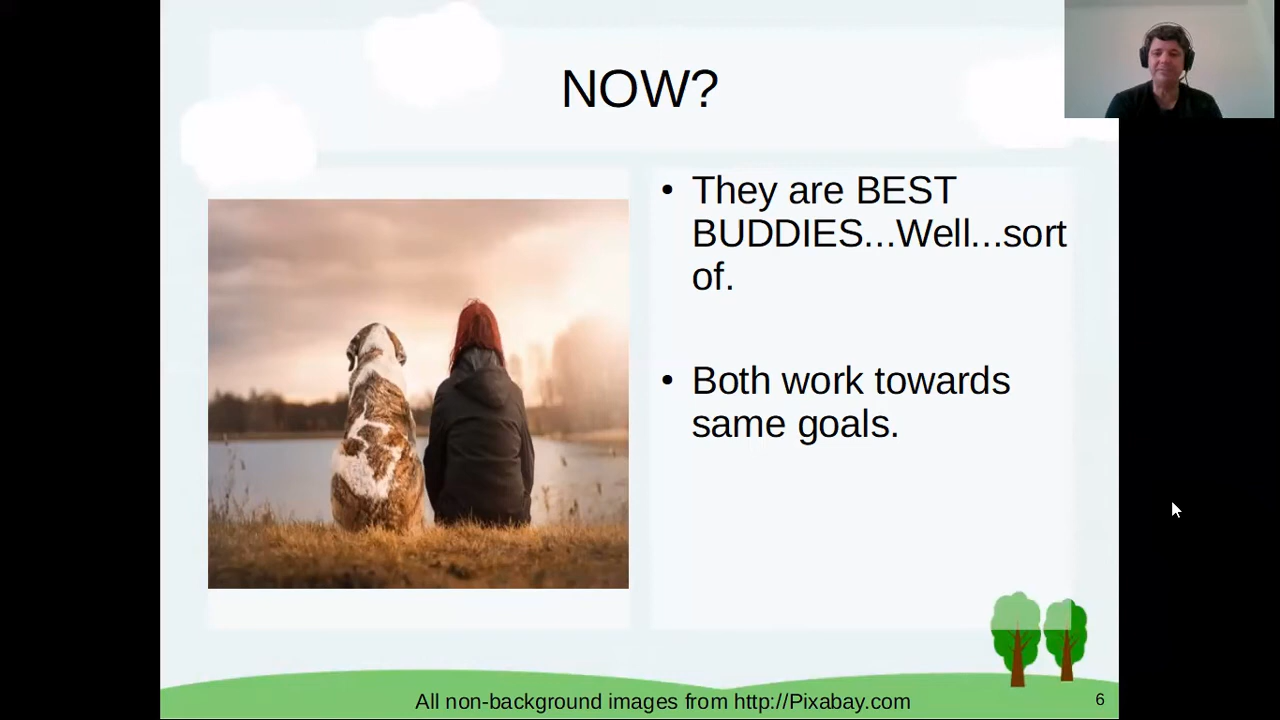 NOW?
• They are BEST
BUDDIES...Well...sort
of.
• Both work towards
same goals.
All non-background images from http://Pixabay.com
6